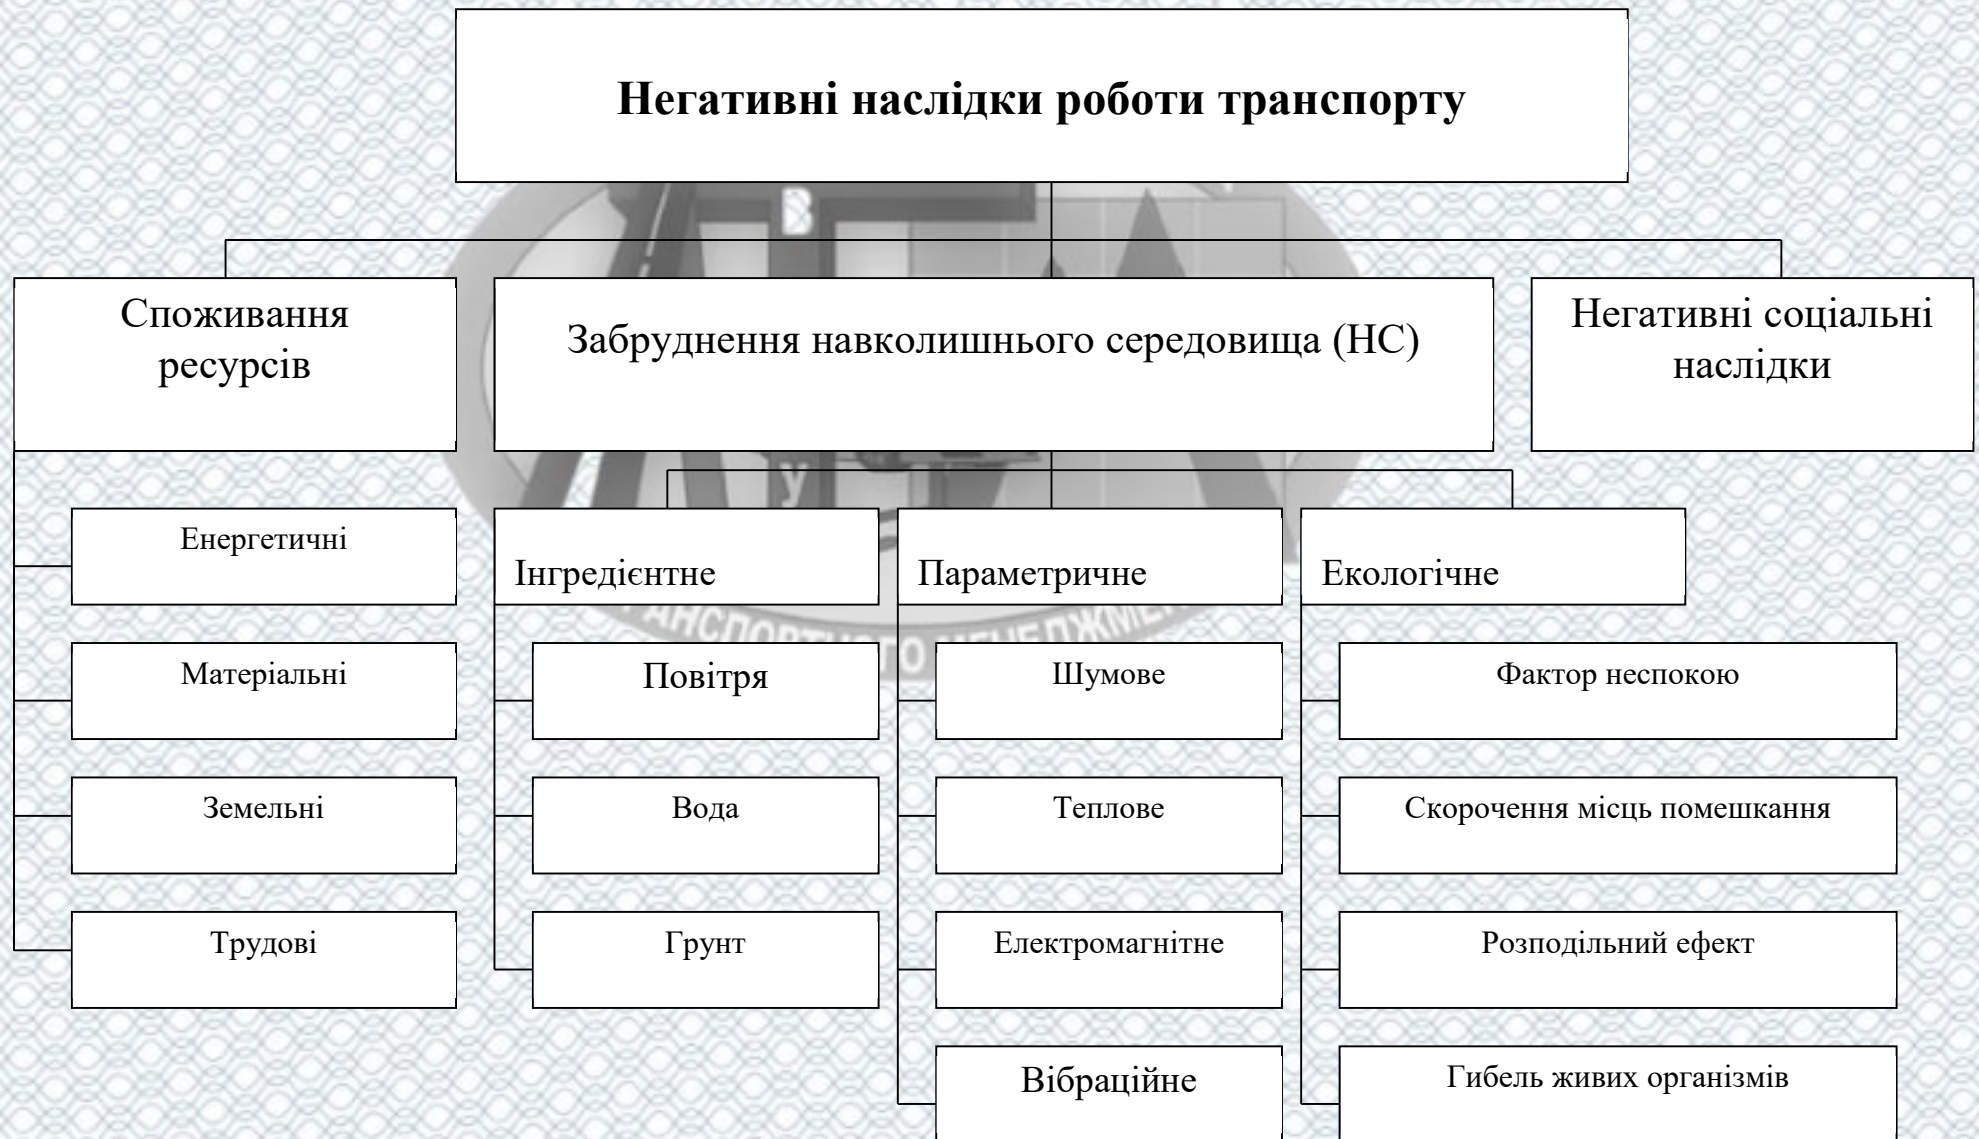 Негативні наслідки роботи транспорту
Споживання
ресурсів
Забруднення навколишнього середовища (НС)
Негативні соціальні
наслідки
Енергетичні
Матеріальні
Земельні
Трудові
Інгредієнтне
Повітря
Вода
Грунт
Параметричне
Шумове
Теплове
Електромагнітне
Вібраційне
Екологічне
Фактор неспокою
Скорочення місць помешкання
Розподільний ефект
Гибель живих організмів
В
У